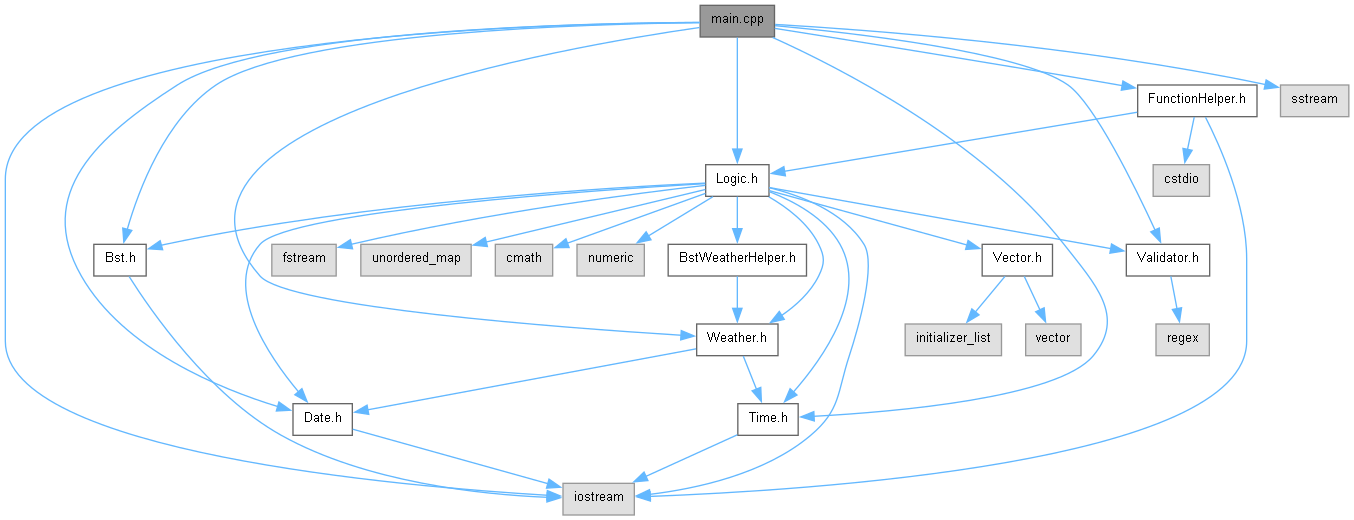 main.cpp
FunctionHelper.h
sstream
Logic.h
cstdio
Bst.h
fstream
unordered_map
cmath
numeric
BstWeatherHelper.h
Vector.h
Validator.h
Weather.h
initializer_list
vector
regex
Date.h
Time.h
iostream